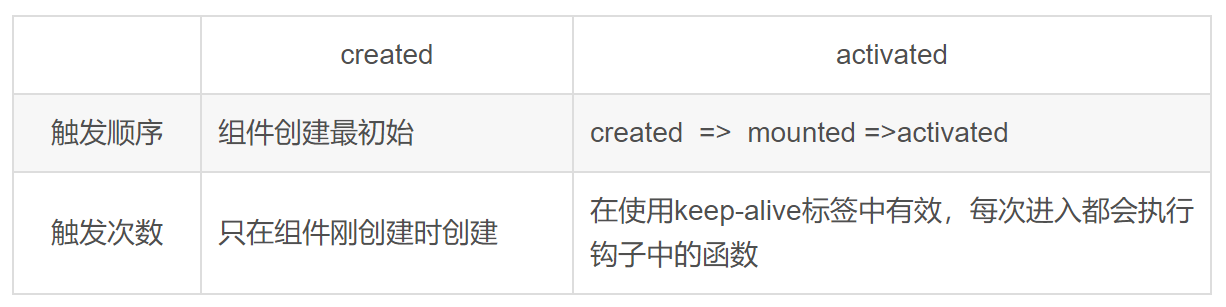 created
activated
触发顺序
组件创建最初始
created => mounted =>activated
触发次数
只在组件刚创建时创建
在使用keep-alive标签中有效，每次进入都会执行
钩子中的函数